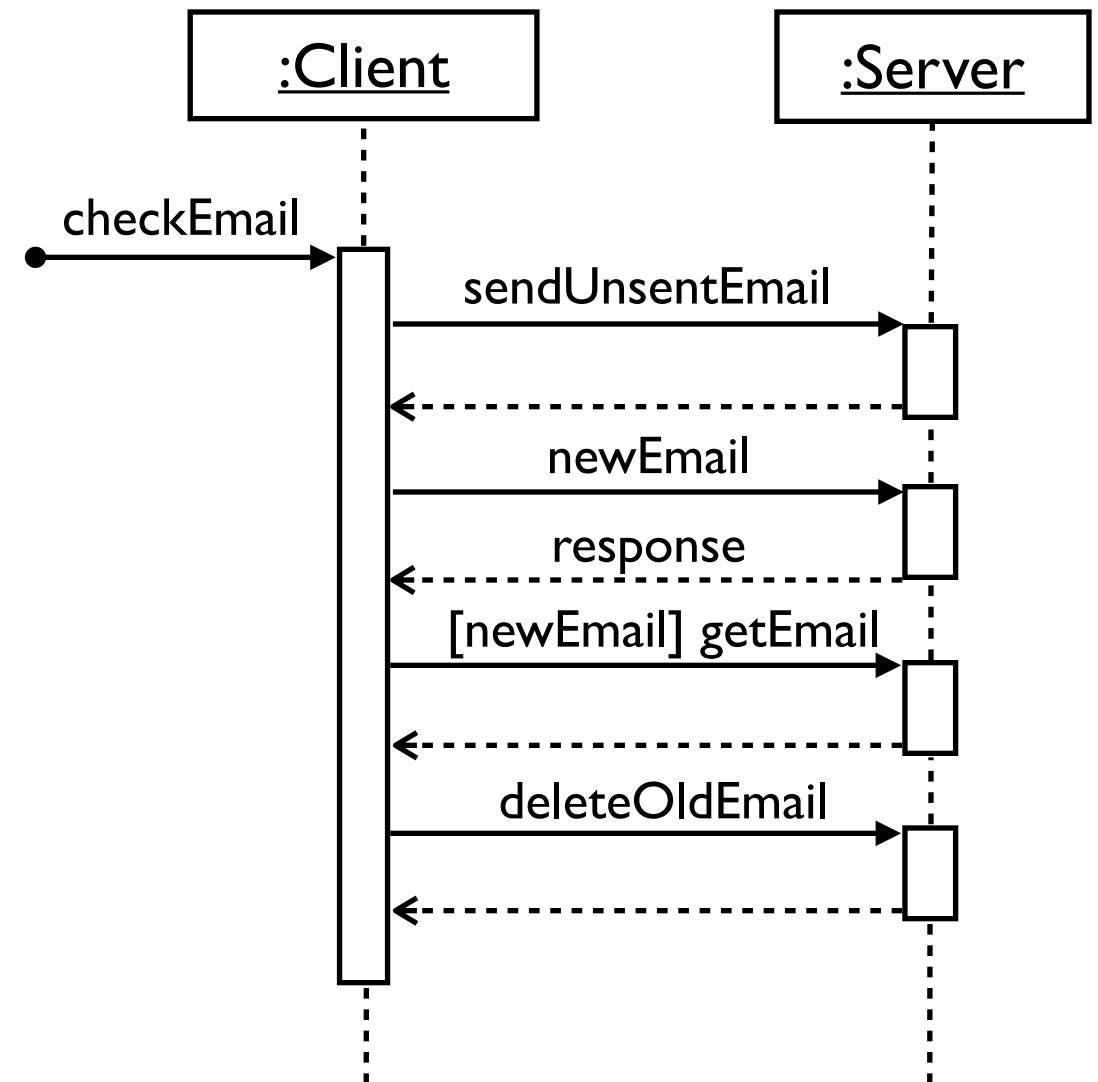 :Client
:Server
checkEmail
sendUnsentEmail
newEmail
response
[newEmail] getEmail
deleteOldEmail